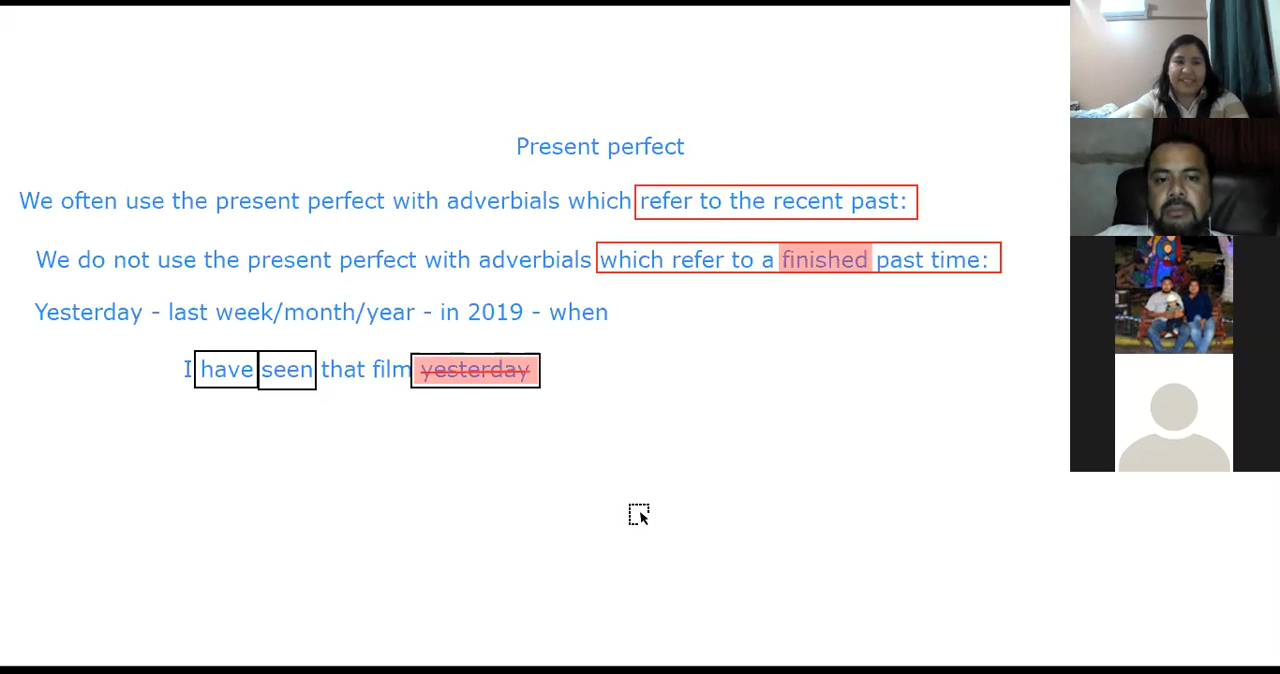 Present perfect
We often use the present perfect with adverbials which refer to the recent past:
We do not use the present perfect with adverbials which refer to a finished past time:
Yesterday - last week/month/year - in 2019 - when
I have seen that film yesterday